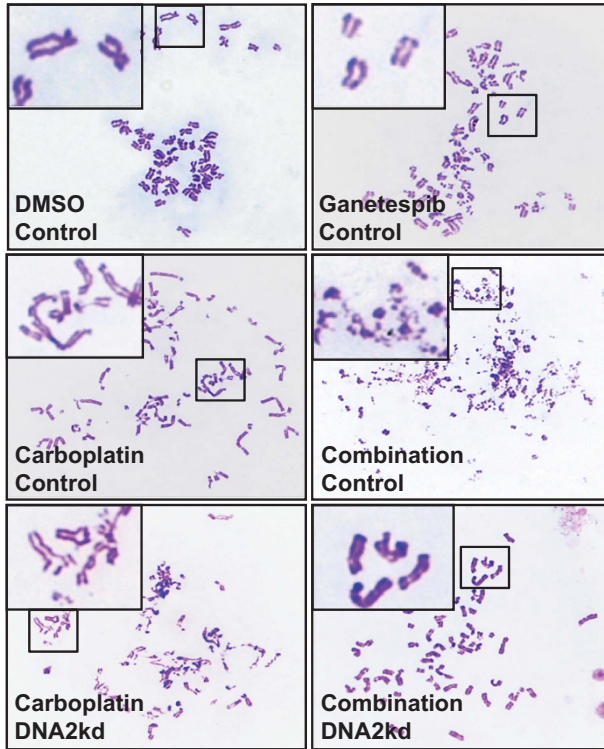 DMSO
Control
Ganetespib
Control
Carboplatin
Control
Combination
Control
Carboplatin
DNA2kd
Combination
DNA2kd